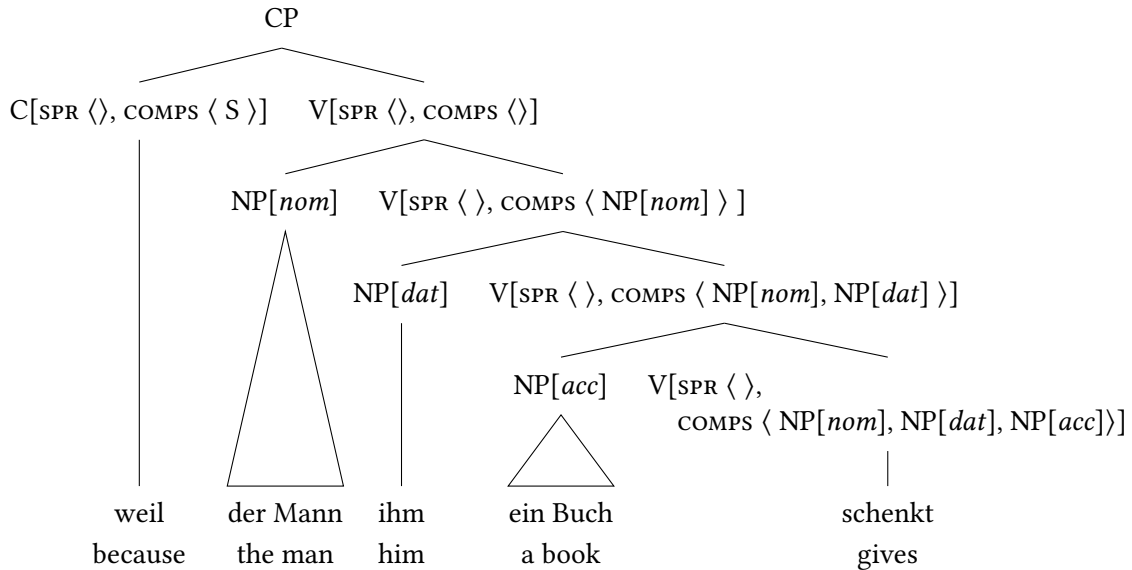 CP
C[SPR ⟨⟩, COMPS ⟨ S ⟩] V[SPR ⟨⟩, COMPS ⟨⟩]
NP[nom] V[SPR ⟨ ⟩, COMPS ⟨ NP[nom] ⟩ ]
NP[dat] V[SPR ⟨ ⟩, COMPS ⟨ NP[nom], NP[dat] ⟩]
NP[acc] V[SPR ⟨ ⟩,
COMPS ⟨ NP[nom], NP[dat], NP[acc]⟩]
weil der Mann ihm ein Buch schenkt
because the man him a book gives